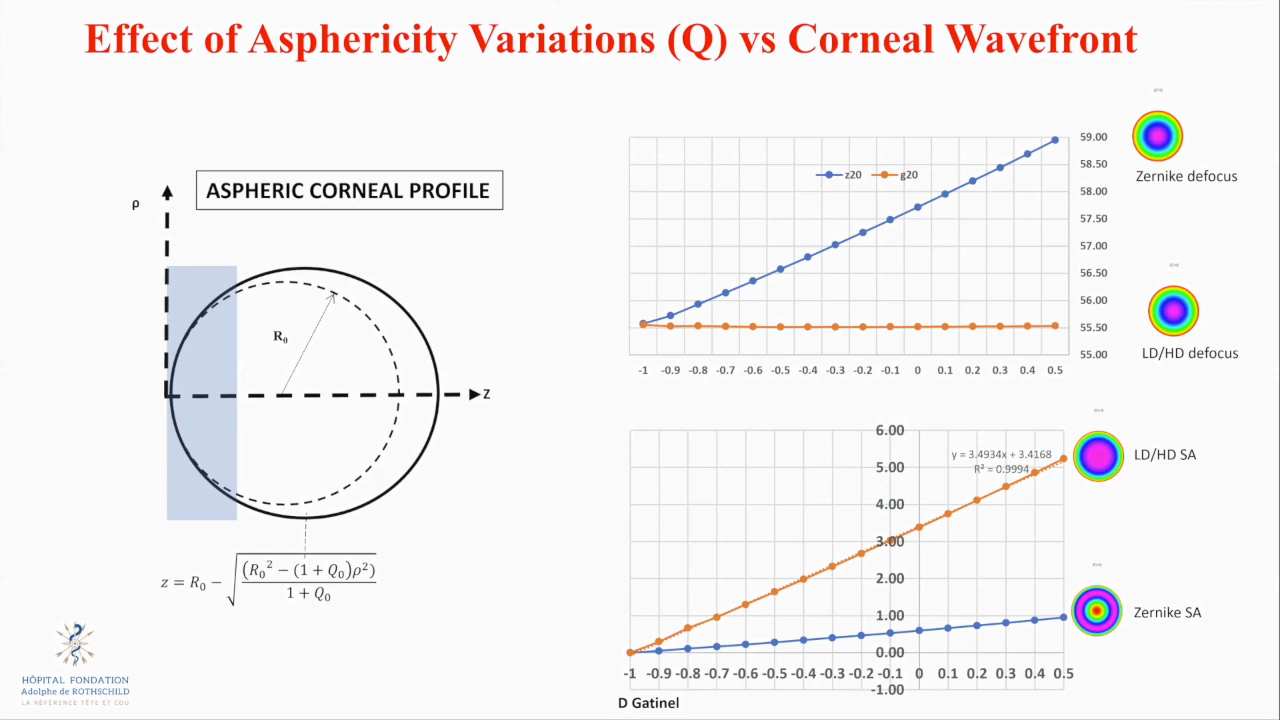 Effect of Asphericity Variations (Q) vs Corneal Wavefront
ρ
ASPHERIC CORNEAL PROFILE
R₀
z
z = R₀ − √((R₀² − (1 + Q₀)ρ²) / (1 + Q₀))
HÔPITAL FONDATION
Adolphe de ROTHSCHILD
LA RÉFÉRENCE TÊTE ET COU
z20 g20
59.00
58.50
58.00
57.50
57.00
56.50
56.00
55.50
55.00
-1 -0.9 -0.8 -0.7 -0.6 -0.5 -0.4 -0.3 -0.2 -0.1 0 0.1 0.2 0.3 0.4 0.5
Zernike defocus
LD/HD defocus
6.00
5.00
4.00
3.00
2.00
1.00
0.00
-1.00
y = 3.4934x + 3.4168
R² = 0.9994
-1 -0.9 -0.8 -0.7 -0.6 -0.5 -0.4 -0.3 -0.2 -0.1 0 0.1 0.2 0.3 0.4 0.5
LD/HD SA
Zernike SA
D Gatinel